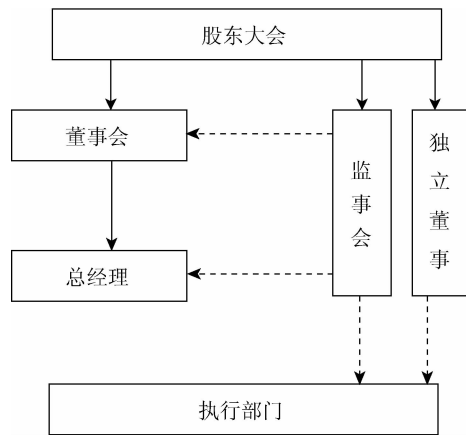 股东大会
董事会
监事会
独立董事
总经理
执行部门